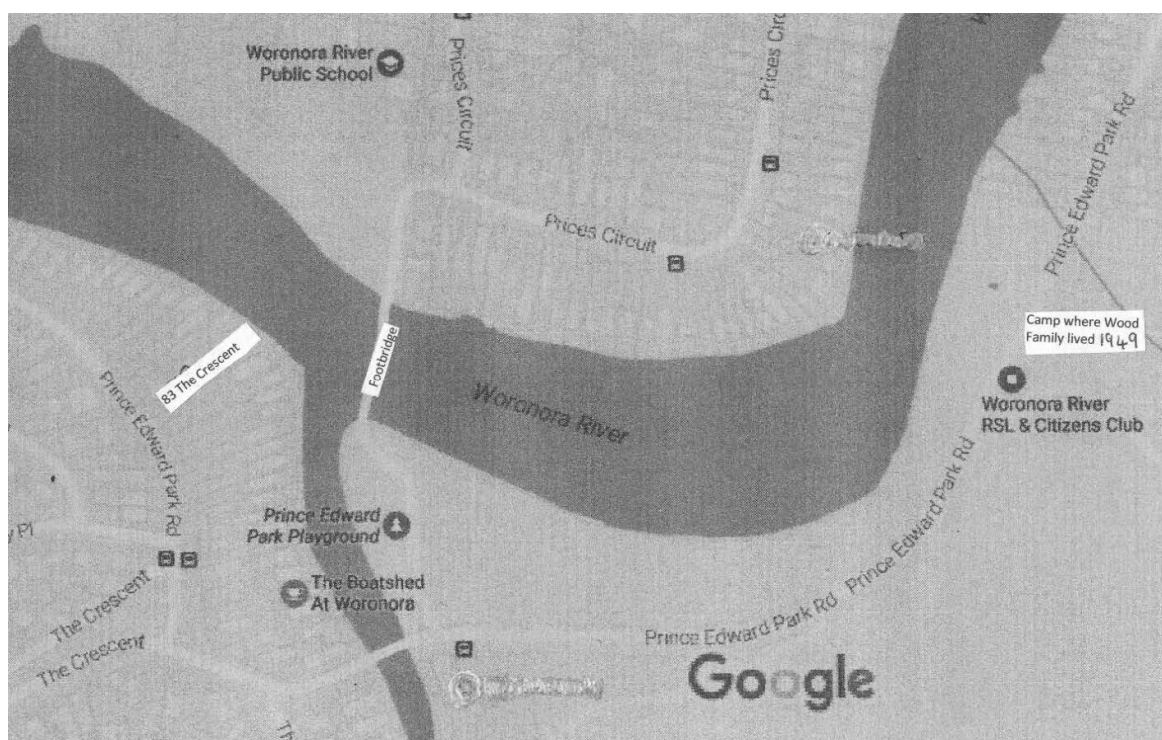 W
Woronora River
Public School
Prices Circuit
Prices Circ
Prince Edward Park Rd
Prices Circuit
Camp where Wood
Family lived 1949
Footbridge
83 The Crescent
Woronora River
RSL & Citizens Club
Woronora River
Prince Edward Park Rd
Prince Edward Park Rd
Prince Edward
Park Playground
y Pl
The Boatshed
At Woronora
The Crescent
Prince Edward Park Rd
The Crescent
Google
Th